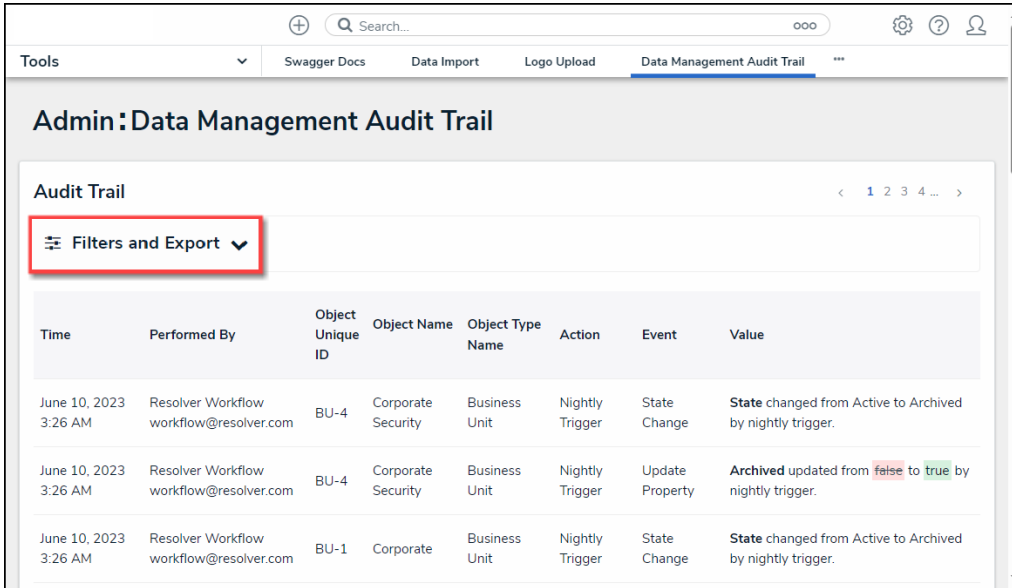 Search...
Tools
Swagger Docs
Data Import
Logo Upload
Data Management Audit Trail
Admin:Data Management Audit Trail
Audit Trail
1 2 3 4 ...
Filters and Export
Time
Performed By
Object
Unique
ID
Object Name
Object Type
Name
Action
Event
Value
June 10, 2023
3:26 AM
Resolver Workflow
workflow@resolver.com
BU-4
Corporate
Security
Business
Unit
Nightly
Trigger
State
Change
State changed from Active to Archived
by nightly trigger.
June 10, 2023
3:26 AM
Resolver Workflow
workflow@resolver.com
BU-4
Corporate
Security
Business
Unit
Nightly
Trigger
Update
Property
Archived updated from false to true by
nightly trigger.
June 10, 2023
3:26 AM
Resolver Workflow
workflow@resolver.com
BU-1
Corporate
Business
Unit
Nightly
Trigger
State
Change
State changed from Active to Archived
by nightly trigger.